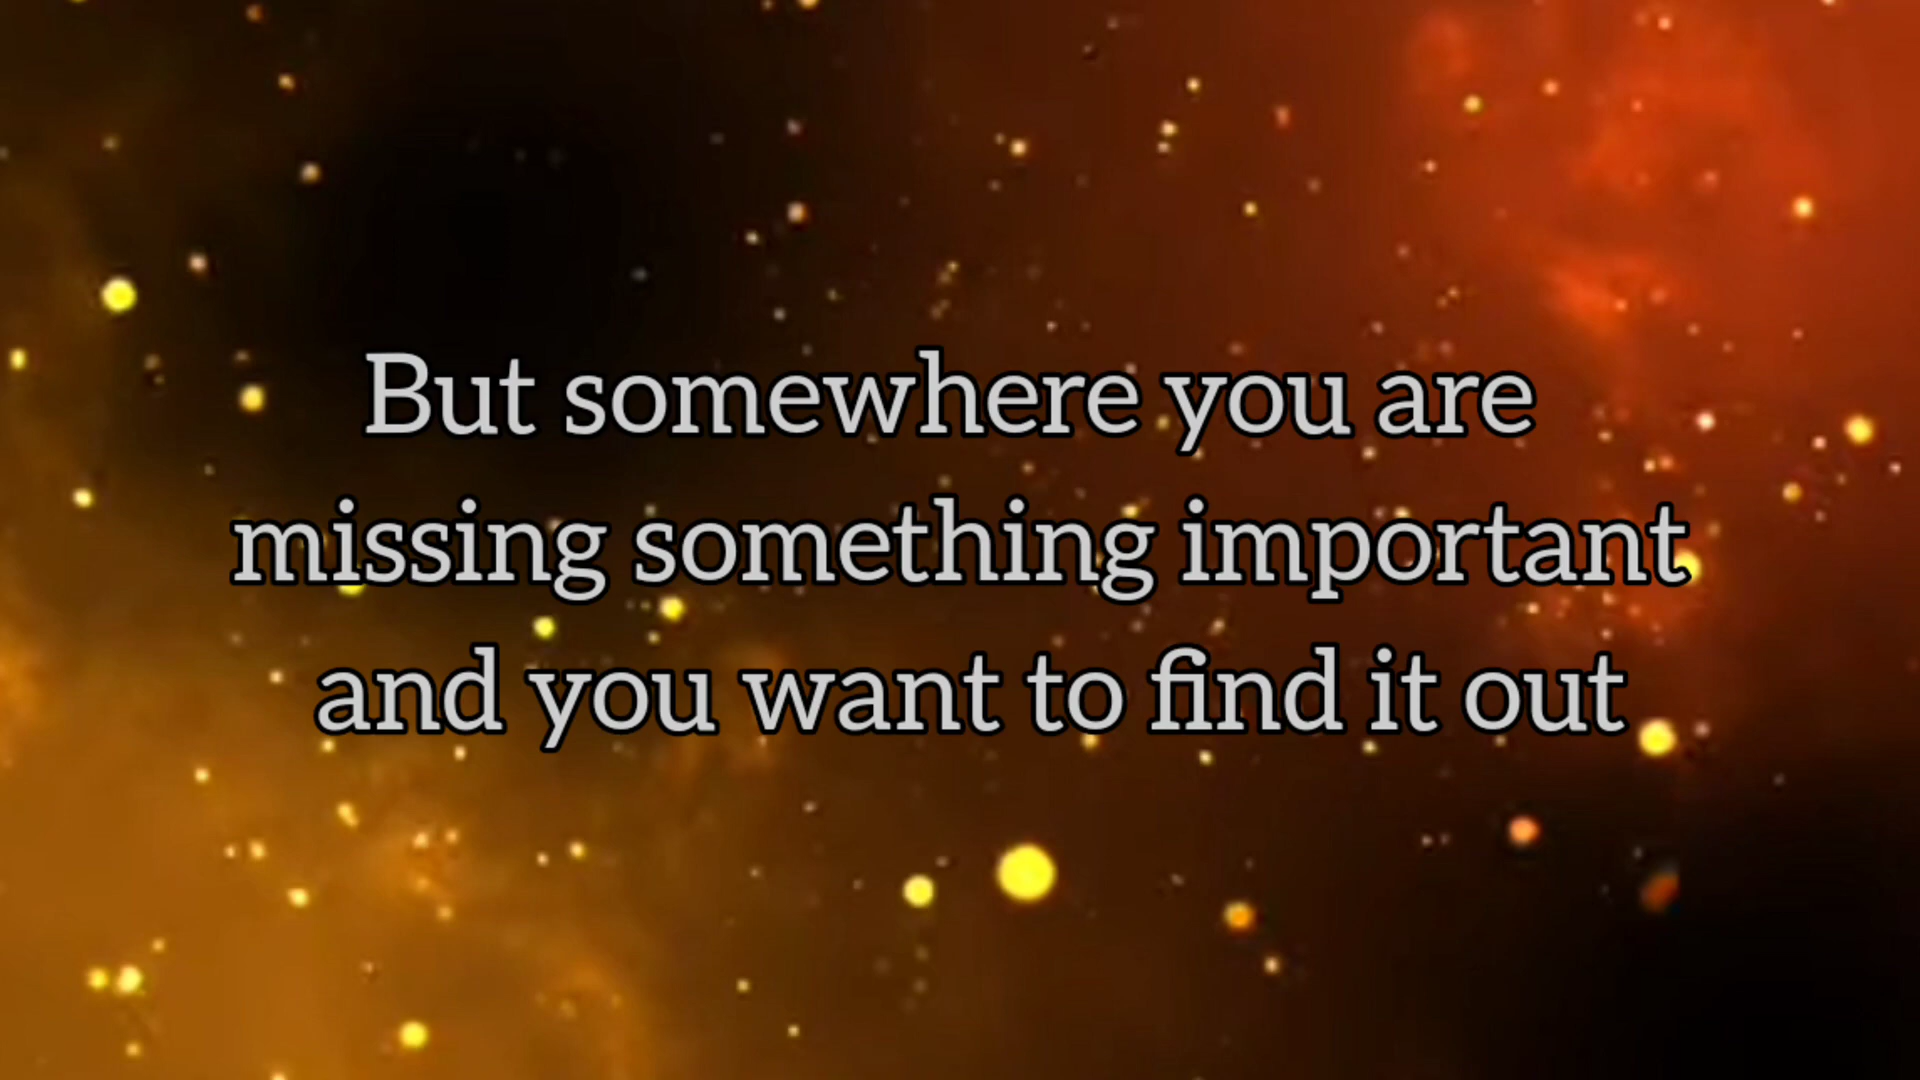 But somewhere you are
missing something important
and you want to find it out